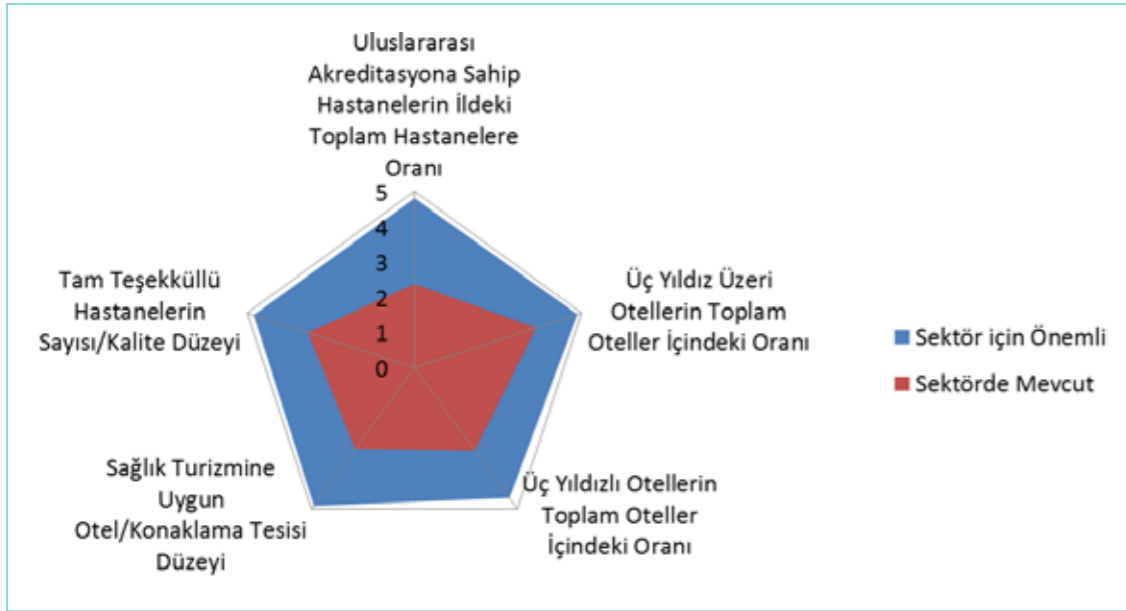 Uluslararası
Akreditasyona Sahip
Hastanelerin İldeki
Toplam Hastanelere
Oranı
5
4
3
2
1
0
Üç Yıldız Üzeri
Otellerin Toplam
Oteller İçindeki Oranı
Üç Yıldızlı Otellerin
Toplam Oteller
İçindeki Oranı
Sağlık Turizmine
Uygun
Otel/Konaklama Tesisi
Düzeyi
Tam Teşekküllü
Hastanelerin
Sayısı/Kalite Düzeyi
Sektör için Önemli
Sektörde Mevcut